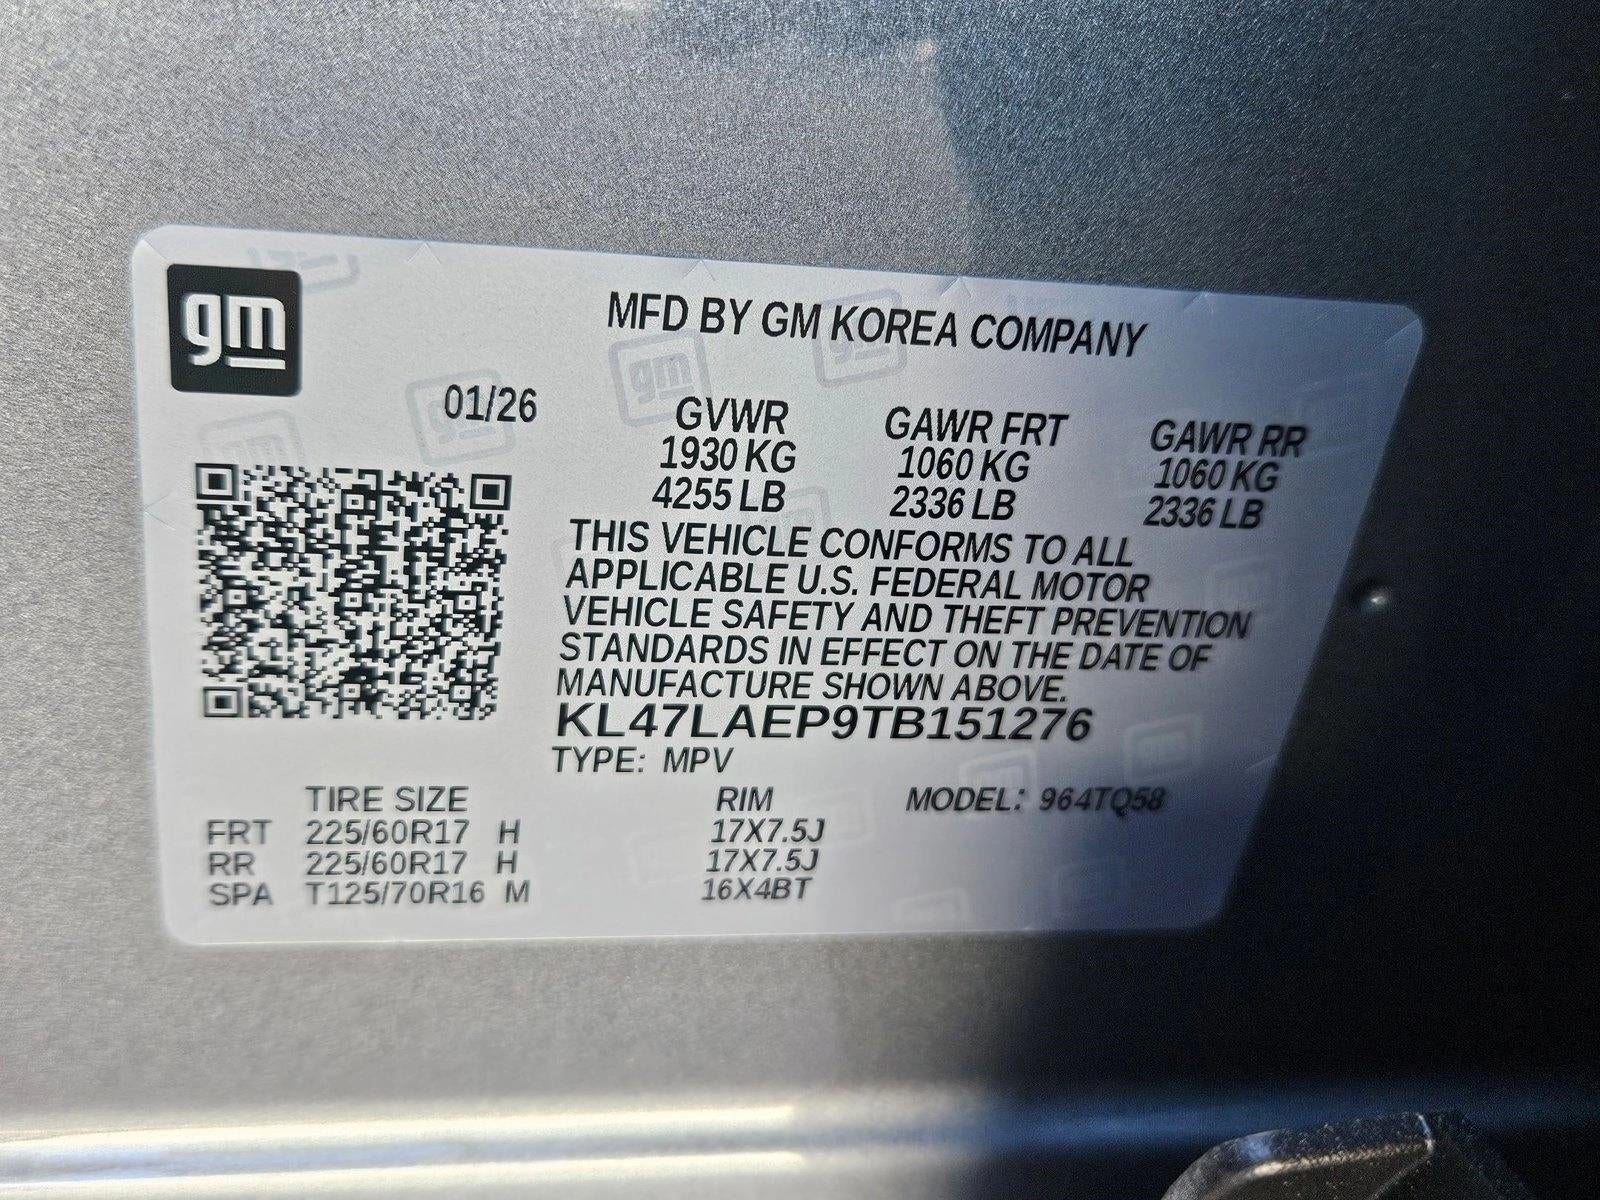 gm
MFD BY GM KOREA COMPANY
01/26
GVWR GAWR FRT GAWR RR
1930 KG 1060 KG 1060 KG
4255 LB 2336 LB 2336 LB
THIS VEHICLE CONFORMS TO ALL
APPLICABLE U.S. FEDERAL MOTOR
VEHICLE SAFETY AND THEFT PREVENTION
STANDARDS IN EFFECT ON THE DATE OF
MANUFACTURE SHOWN ABOVE.
KL47LAEP9TB151276
TYPE: MPV
TIRE SIZE RIM MODEL: 964TQ58
FRT 225/60R17 H 17X7.5J
RR 225/60R17 H 17X7.5J
SPA T125/70R16 M 16X4BT